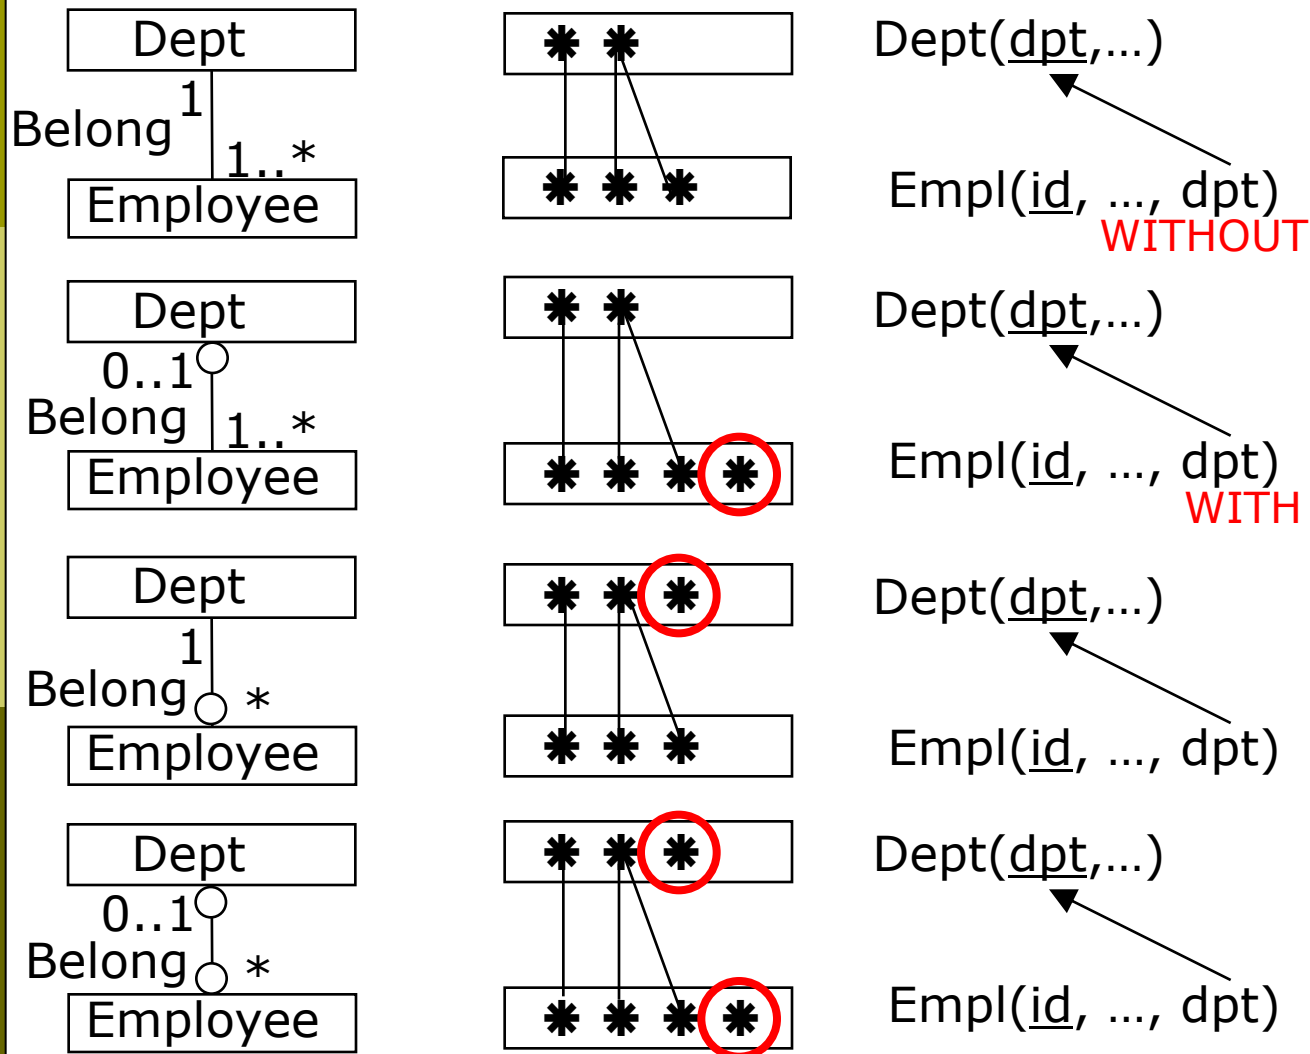 Dept
1
Belong
1..*
Employee
Dept(dpt,...)
Empl(id, ..., dpt)
WITHOUT
Dept
0..1
Belong
1..*
Employee
Dept(dpt,...)
Empl(id, ..., dpt)
WITH
Dept
1
Belong
*
Employee
Dept(dpt,...)
Empl(id, ..., dpt)
Dept
0..1
Belong
*
Employee
Dept(dpt,...)
Empl(id, ..., dpt)